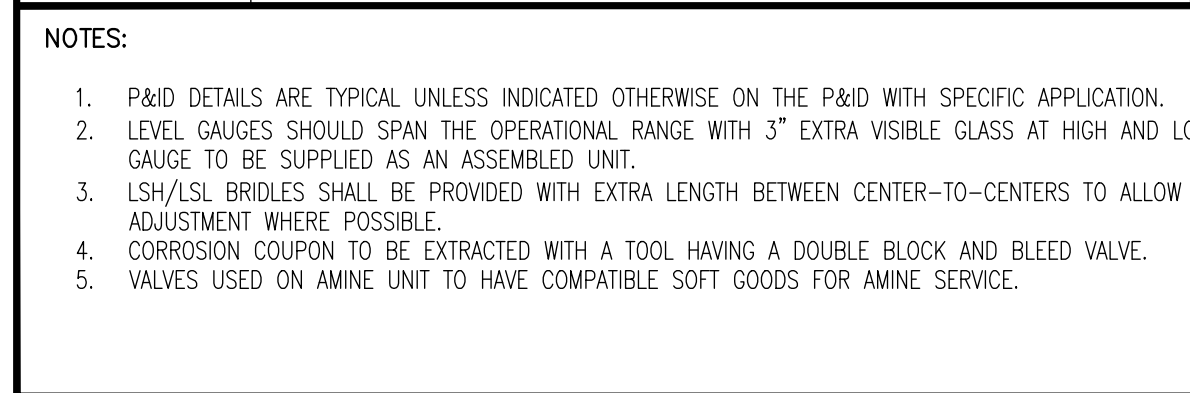 NOTES:
1. P&ID DETAILS ARE TYPICAL UNLESS INDICATED OTHERWISE ON THE P&ID WITH SPECIFIC APPLICATION.
2. LEVEL GAUGES SHOULD SPAN THE OPERATIONAL RANGE WITH 3" EXTRA VISIBLE GLASS AT HIGH AND
GAUGE TO BE SUPPLIED AS AN ASSEMBLED UNIT.
3. LSH/LSL BRIDLES SHALL BE PROVIDED WITH EXTRA LENGTH BETWEEN CENTER-TO-CENTERS TO ALLOW
ADJUSTMENT WHERE POSSIBLE.
4. CORROSION COUPON TO BE EXTRACTED WITH A TOOL HAVING A DOUBLE BLOCK AND BLEED VALVE.
5. VALVES USED ON AMINE UNIT TO HAVE COMPATIBLE SOFT GOODS FOR AMINE SERVICE.